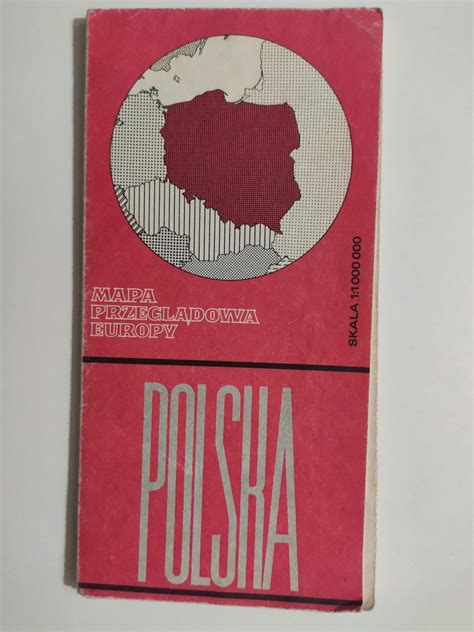 MAPA
PRZEGLĄDOWA
EUROPY
SKALA 1:1 000 000
POLSKA